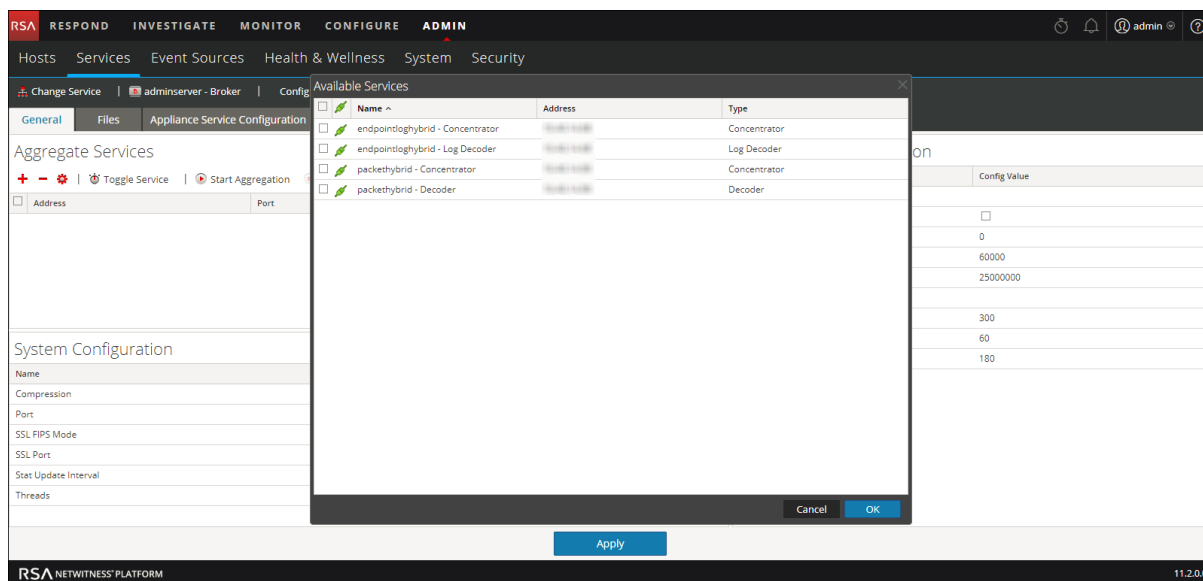 RSA RESPOND INVESTIGATE MONITOR CONFIGURE ADMIN admin
Hosts Services Event Sources Health & Wellness System Security
Change Service | adminserver - Broker | Config
General Files Appliance Service Configuration
Available Services
Name Address Type
endpointloghybrid - Concentrator Concentrator
endpointloghybrid - Log Decoder Log Decoder
packethybrid - Concentrator Concentrator
packethybrid - Decoder Decoder
Cancel OK
Aggregate Services
Toggle Service | Start Aggregation
Address Port
System Configuration
Name
Compression
Port
SSL FIPS Mode
SSL Port
Stat Update Interval
Threads
on
Config Value
0
60000
25000000
300
60
180
Apply
RSA NETWITNESS® PLATFORM 11.2.0.